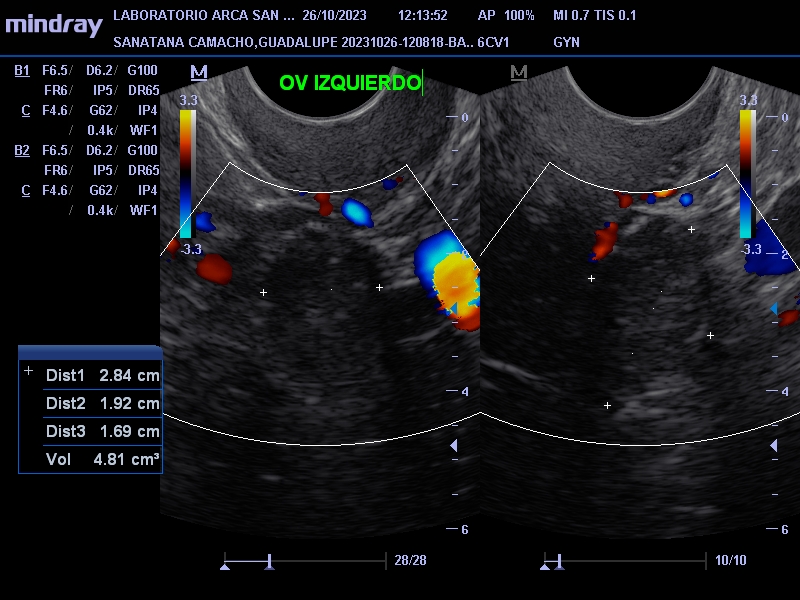 mindray
LABORATORIO ARCA SAN ... 26/10/2023 12:13:52 AP 100% MI 0.7 TIS 0.1
SANATANA CAMACHO,GUADALUPE 20231026-120818-BA.. 6CV1 GYN
B1 F6.5/ D6.2/ G100
FR6/ IP5/ DR65
C F4.6/ G62/ IP4
/ 0.4k/ WF1
B2 F6.5/ D6.2/ G100
FR6/ IP5/ DR65
C F4.6/ G62/ IP4
/ 0.4k/ WF1
M
OV IZQUIERDO
3.3
-3.3
0
4
6
28/28
M
3.3
-3.3
0
2
4
6
10/10
+ Dist1 2.84 cm
Dist2 1.92 cm
Dist3 1.69 cm
Vol 4.81 cm³